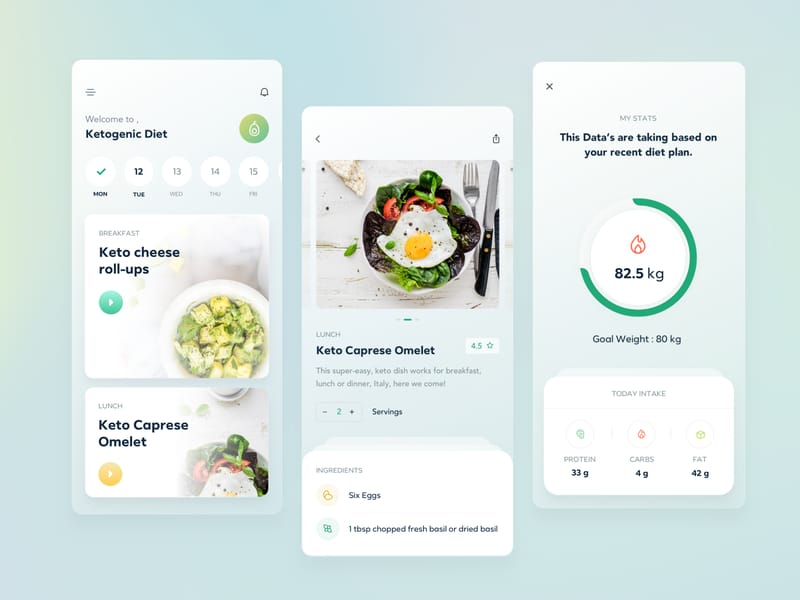 Welcome to ,
Ketogenic Diet
12 13 14 15
MON TUE WED THU FRI
BREAKFAST
Keto cheese
roll-ups
LUNCH
Keto Caprese
Omelet
LUNCH
Keto Caprese Omelet
4.5
This super-easy, keto dish works for breakfast,
lunch or dinner, Italy, here we come!
− 2 + Servings
INGREDIENTS
Six Eggs
1 tbsp chopped fresh basil or dried basil
MY STATS
This Data's are taking based on
your recent diet plan.
82.5 kg
Goal Weight : 80 kg
TODAY INTAKE
PROTEIN CARBS FAT
33 g 4 g 42 g